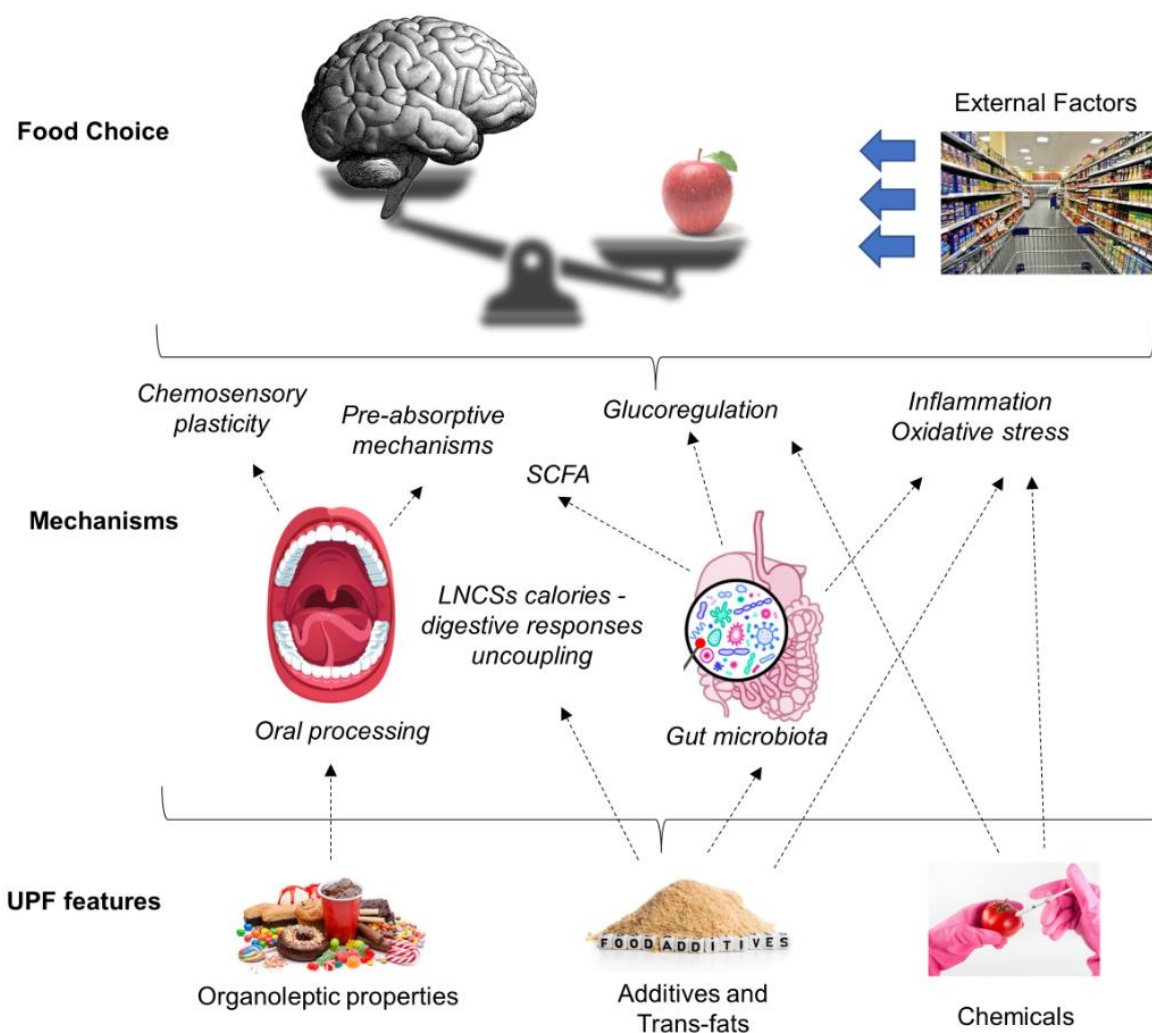 External Factors
Food Choice
Chemosensory
plasticity
Pre-absorptive
mechanisms
Glucoregulation
Inflammation
Oxidative stress
SCFA
Mechanisms
LNCSs calories -
digestive responses
uncoupling
Oral processing
Gut microbiota
UPF features
FOOD ADDITIVES
Organoleptic properties
Additives and
Trans-fats
Chemicals